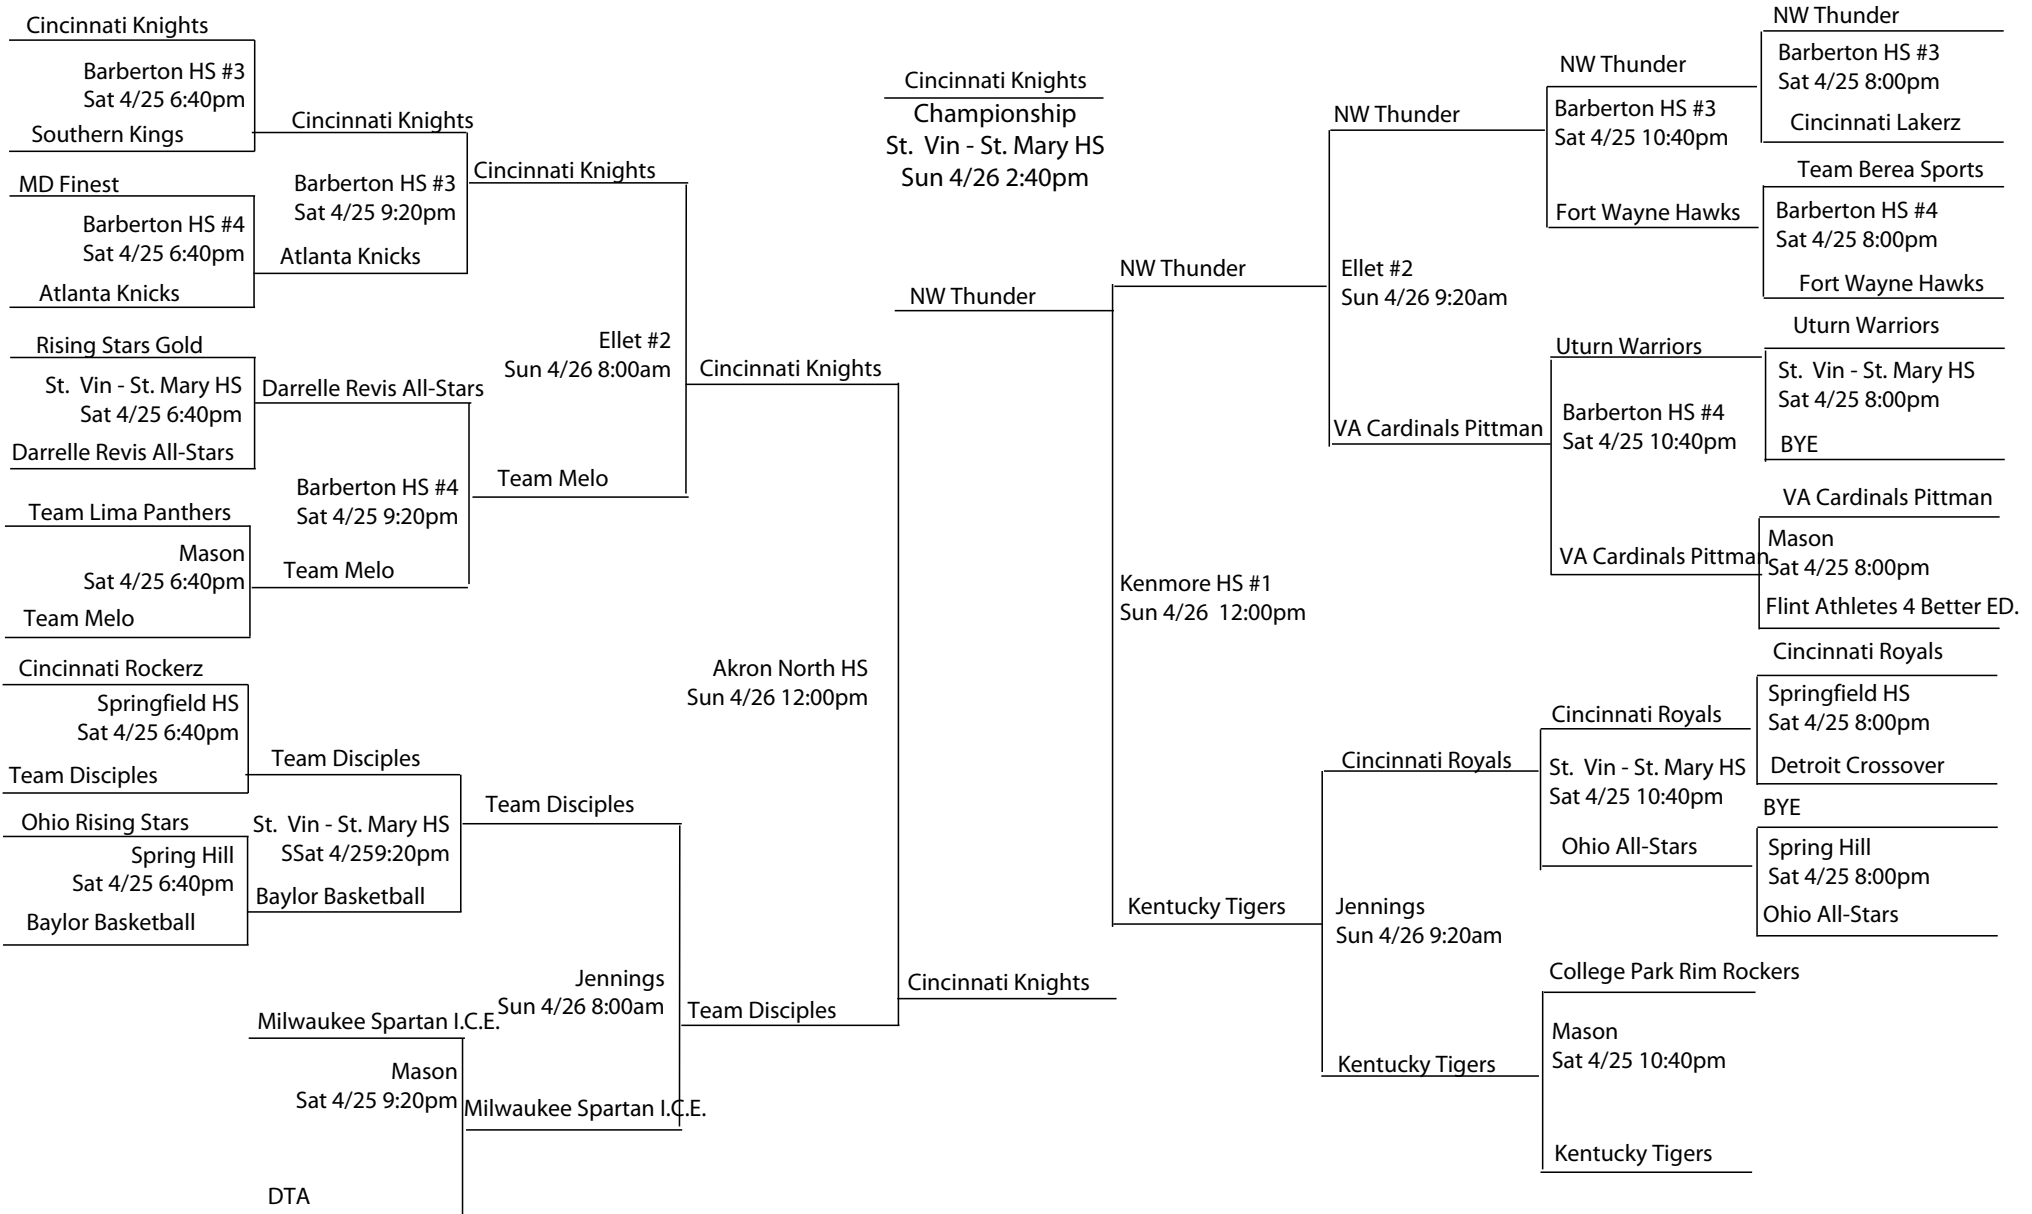 Cincinnati Knights
Barberton HS #3
Sat 4/25 6:40pm
Southern Kings
MD Finest
Barberton HS #4
Sat 4/25 6:40pm
Atlanta Knicks
Rising Stars Gold
St. Vin - St. Mary HS
Sat 4/25 6:40pm
Darrelle Revis All-Stars
Team Lima Panthers
Mason
Sat 4/25 6:40pm
Team Melo
Cincinnati Rockerz
Springfield HS
Sat 4/25 6:40pm
Team Disciples
Ohio Rising Stars
Spring Hill
Sat 4/25 6:40pm
Baylor Basketball
Cincinnati Knights
Barberton HS #3
Sat 4/25 9:20pm
Atlanta Knicks
Darrelle Revis All-Stars
Barberton HS #4
Sat 4/25 9:20pm
Team Melo
Team Disciples
St. Vin - St. Mary HS
SSat 4/259:20pm
Baylor Basketball
Milwaukee Spartan I.C.E.
Mason
Sat 4/25 9:20pm
DTA
Cincinnati Knights
Ellet #2
Sun 4/26 8:00am
Team Melo
Team Disciples
Jennings
Sun 4/26 8:00am
Milwaukee Spartan I.C.E.
Cincinnati Knights
Akron North HS
Sun 4/26 12:00pm
Team Disciples
Cincinnati Knights
Championship
St. Vin - St. Mary HS
Sun 4/26 2:40pm
NW Thunder
Cincinnati Knights
NW Thunder
Kenmore HS #1
Sun 4/26 12:00pm
Kentucky Tigers
NW Thunder
Ellet #2
Sun 4/26 9:20am
VA Cardinals Pittman
Cincinnati Royals
Jennings
Sun 4/26 9:20am
Kentucky Tigers
NW Thunder
Barberton HS #3
Sat 4/25 10:40pm
Fort Wayne Hawks
Uturn Warriors
Barberton HS #4
Sat 4/25 10:40pm
VA Cardinals Pittman
Cincinnati Royals
St. Vin - St. Mary HS
Sat 4/25 10:40pm
Ohio All-Stars
College Park Rim Rockers
Mason
Sat 4/25 10:40pm
Kentucky Tigers
NW Thunder
Barberton HS #3
Sat 4/25 8:00pm
Cincinnati Lakerz
Team Berea Sports
Barberton HS #4
Sat 4/25 8:00pm
Fort Wayne Hawks
Uturn Warriors
St. Vin - St. Mary HS
Sat 4/25 8:00pm
BYE
VA Cardinals Pittman
Mason
Sat 4/25 8:00pm
Flint Athletes 4 Better ED.
Cincinnati Royals
Springfield HS
Sat 4/25 8:00pm
Detroit Crossover
BYE
Spring Hill
Sat 4/25 8:00pm
Ohio All-Stars